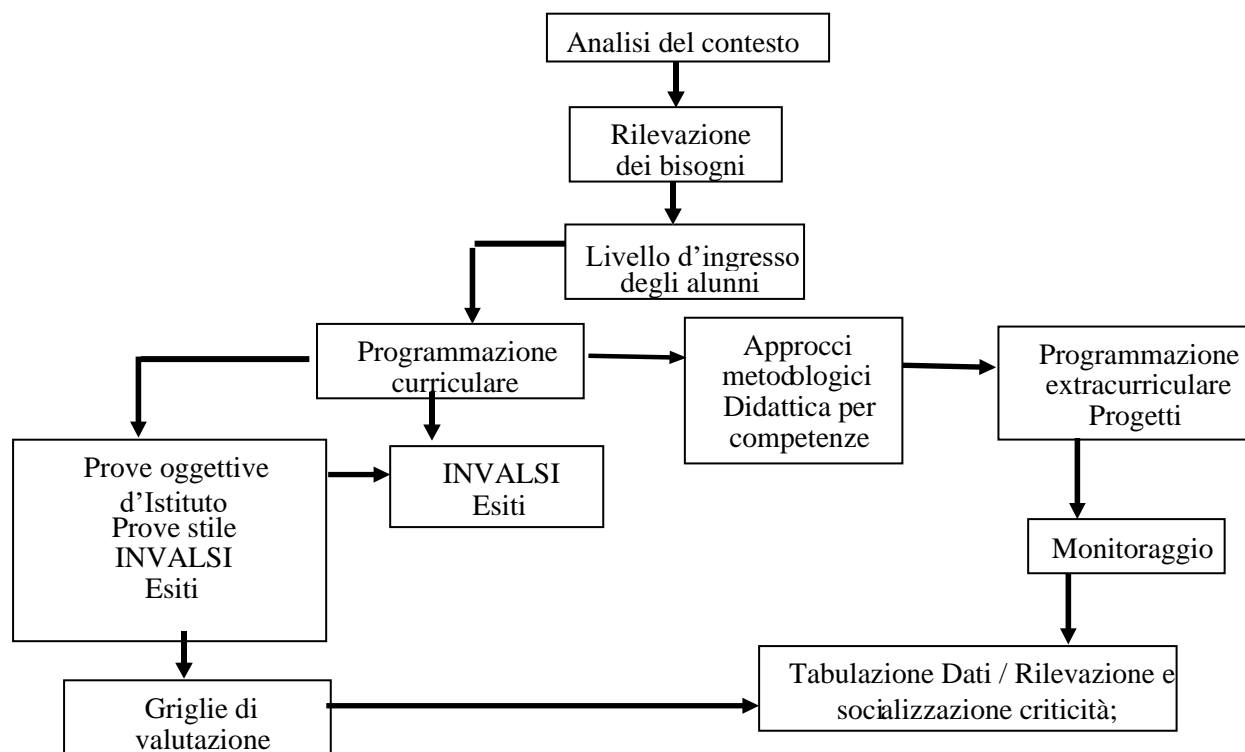 Analisi del contesto
Rilevazione
dei bisogni
Livello d’ingresso
degli alunni
Programmazione
curriculare
Approcci
metodologici
Didattica per
competenze
Programmazione
extracurriculare
Progetti
Prove oggettive
d’Istituto
Prove stile
INVALSI
Esiti
INVALSI
Esiti
Monitoraggio
Griglie di
valutazione
Tabulazione Dati / Rilevazione e
socializzazione criticità;